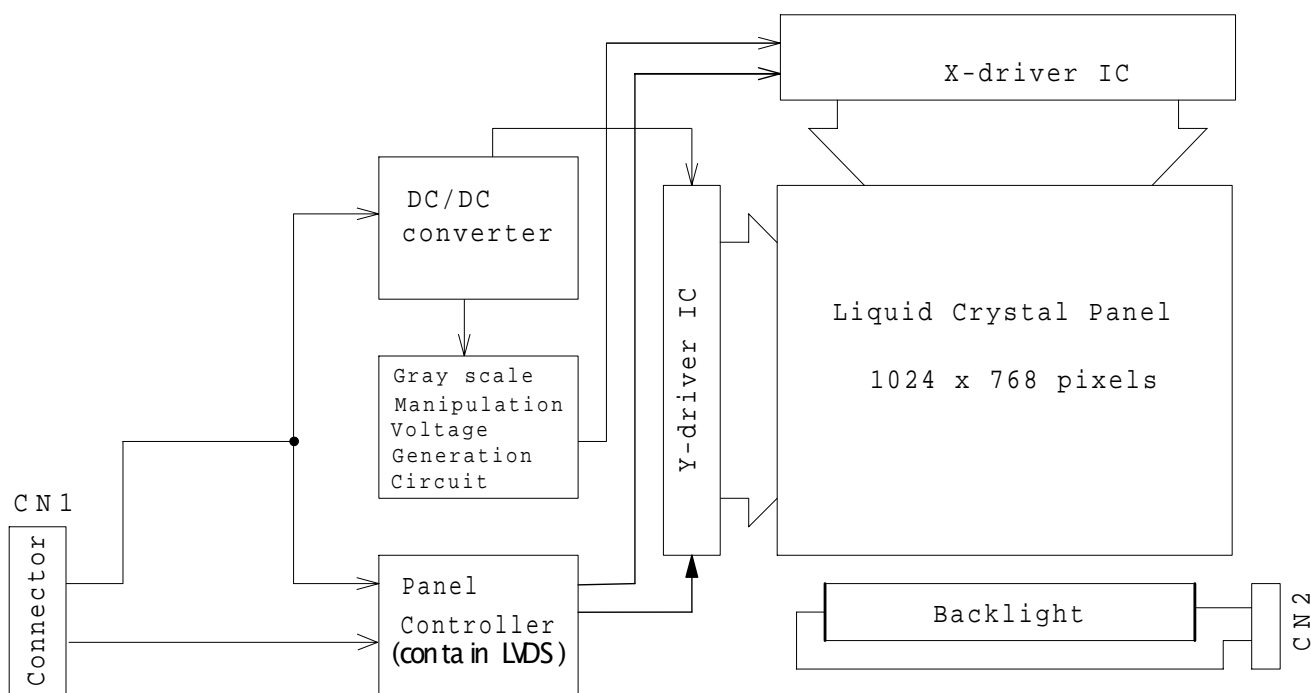 X-driver IC
DC/DC
converter
Gray scale
Manipulation
Voltage
Generation
Circuit
Y-driver IC
Liquid Crystal Panel
1024 x 768 pixels
CN1
Connector
Panel
Controller
(contain LVDS)
Backlight
CN2